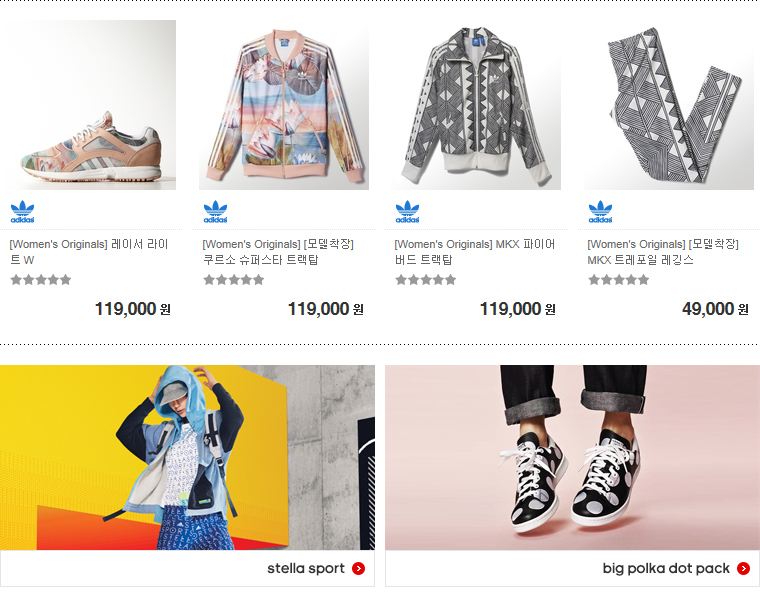 adidas
adidas
adidas
adidas
[Women's Originals] 레이서 라이
트 W
[Women's Originals] [모델착장]
쿠르소 슈퍼스타 트랙탑
[Women's Originals] MKX 파이어
버드 트랙탑
[Women's Originals] [모델착장]
MKX 트레포일 레깅스
119,000 원
119,000 원
119,000 원
49,000 원
stella sport
big polka dot pack